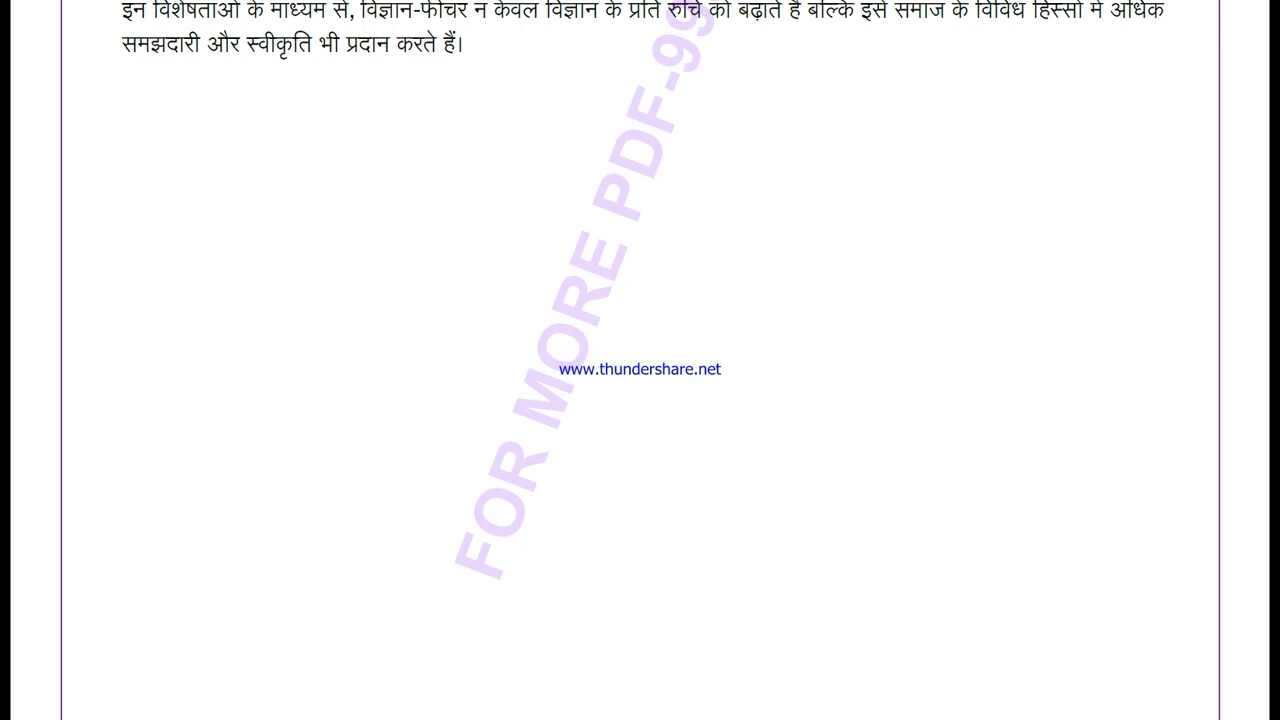 इन विशेषताओं के माध्यम से, विज्ञान-फीचर न केवल विज्ञान के प्रति रुचि को बढ़ाते हैं बल्कि इसे समाज के विविध हिस्सों में अधिक
समझदारी और स्वीकृति भी प्रदान करते हैं।
FOR MORE PDF-99
www.thundershare.net